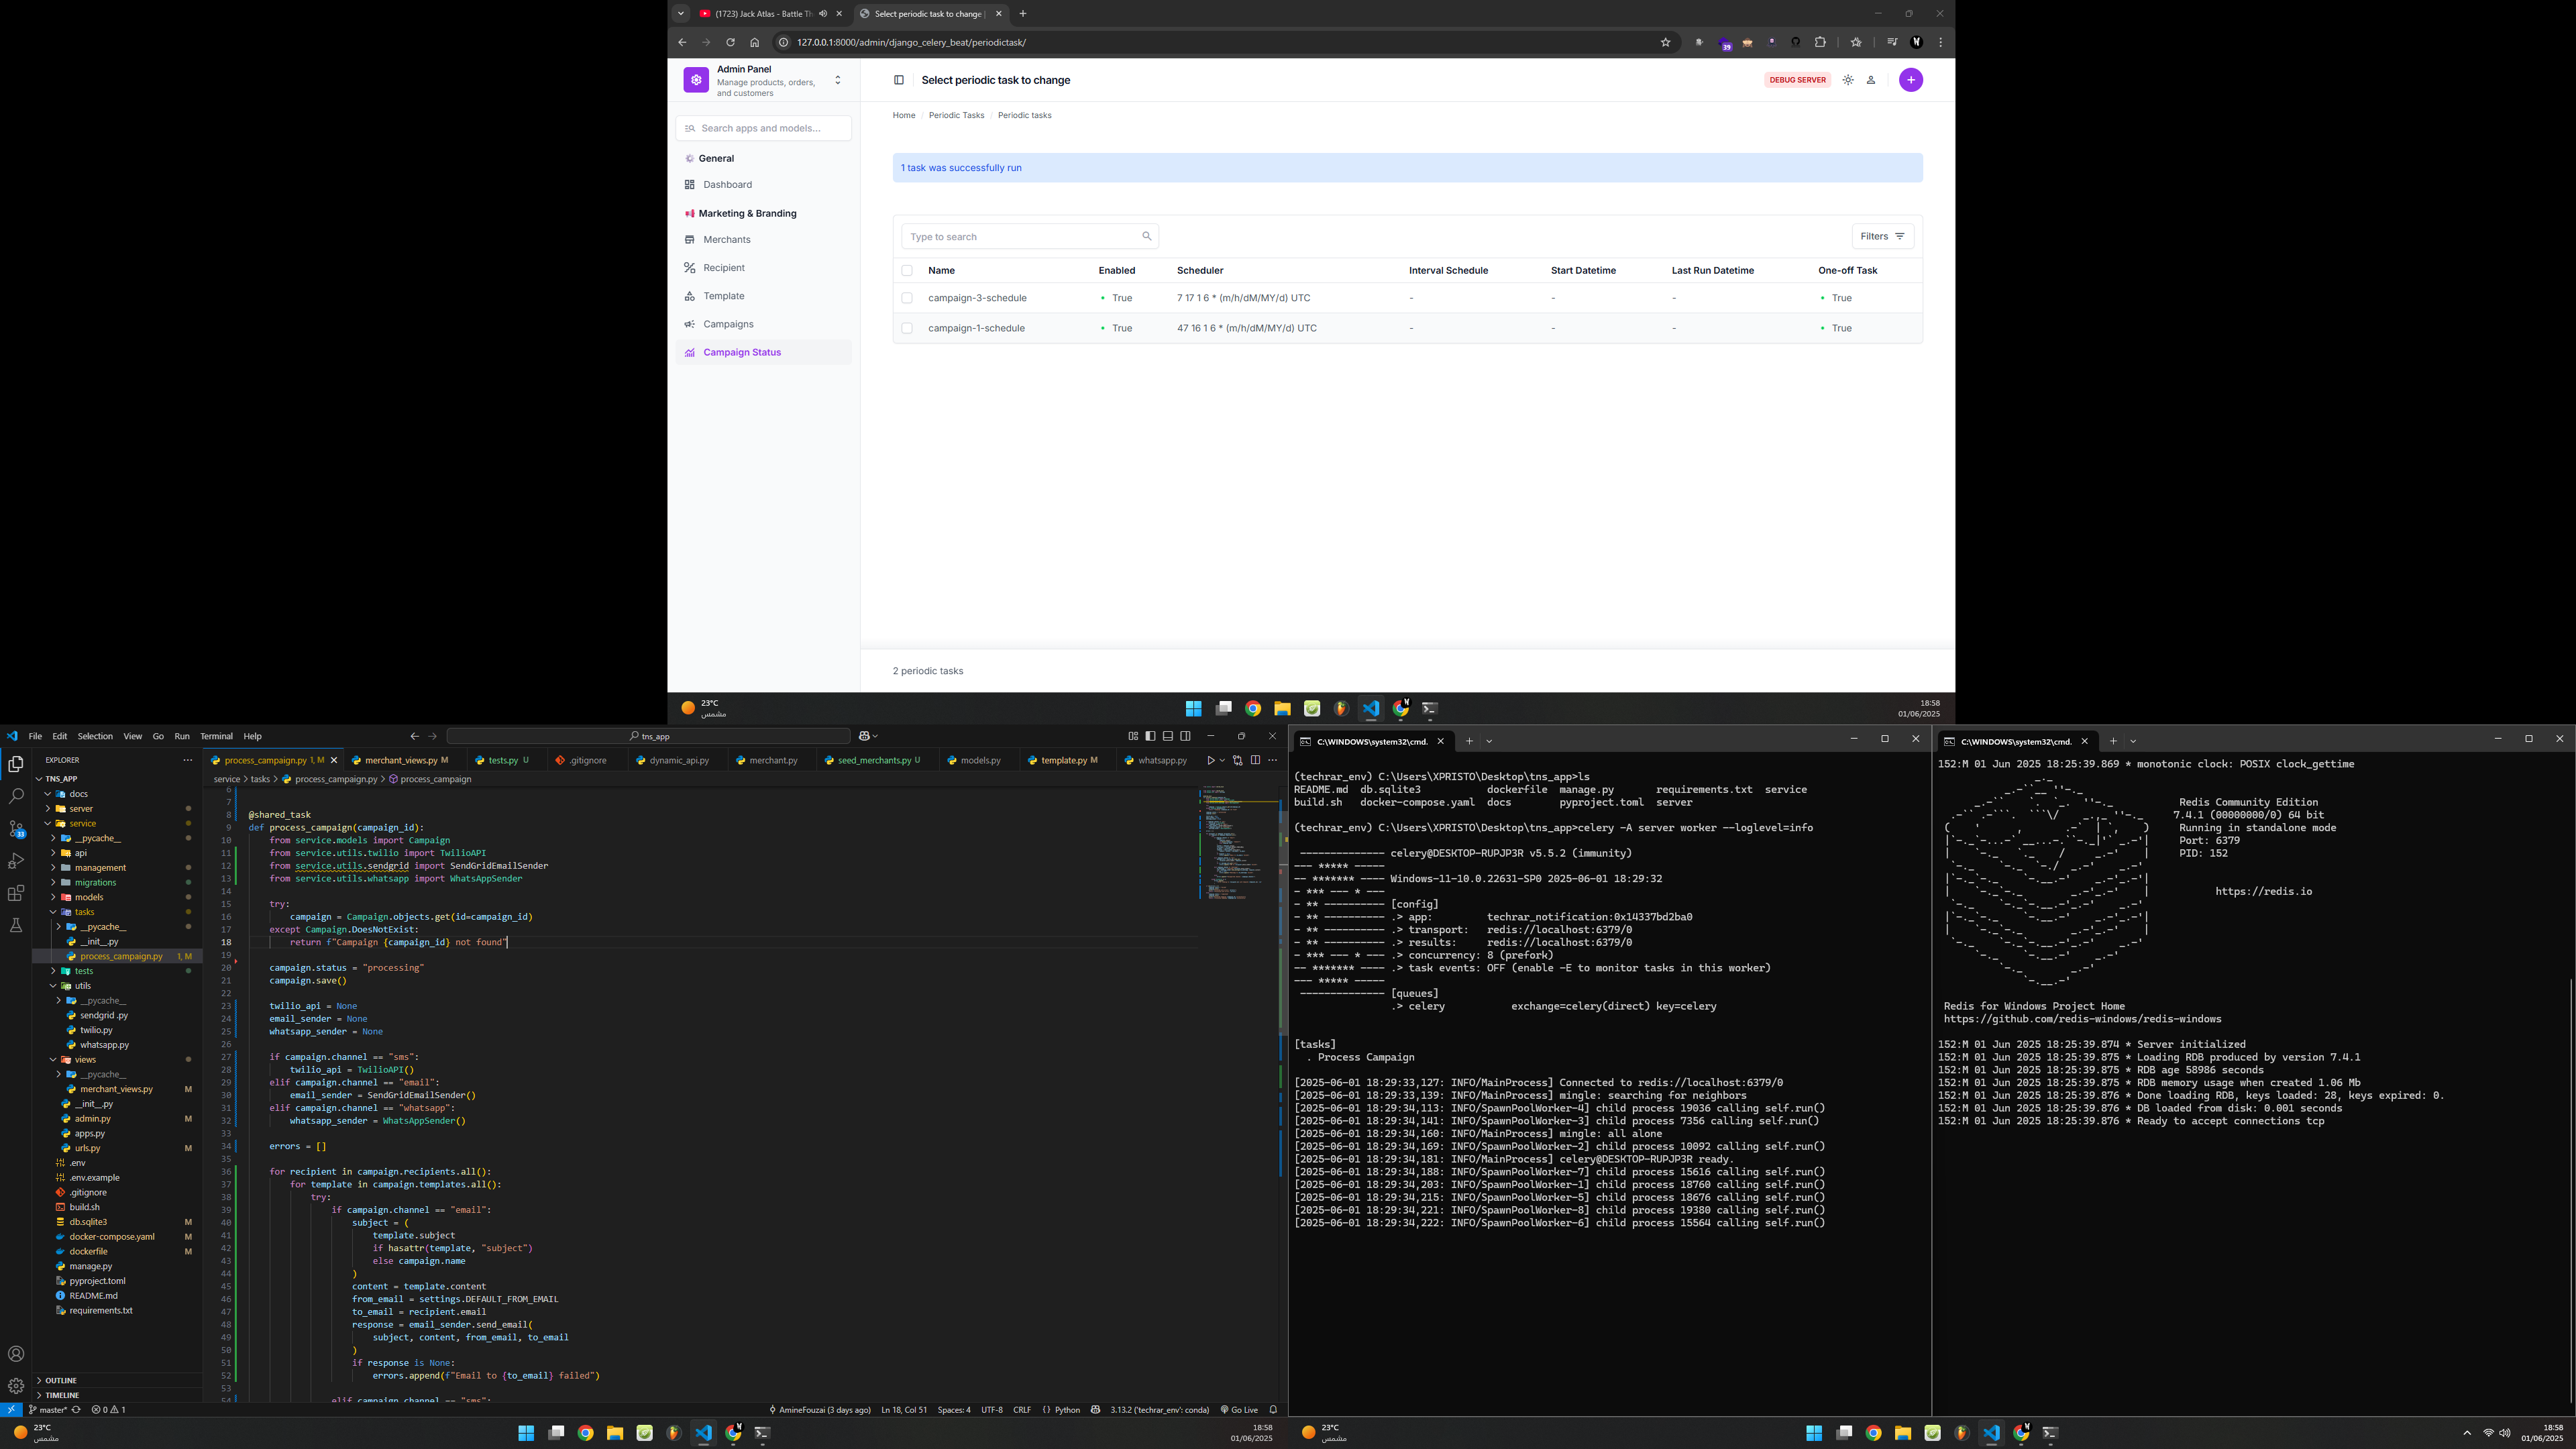 (1723) Jack Atlas - Battle Th
Select periodic task to change |
127.0.0.1:8000/admin/django_celery_beat/periodictask/
39
Admin Panel
Manage products, orders,
and customers
Search apps and models...
General
Dashboard
Marketing & Branding
Merchants
Recipient
Template
Campaigns
Campaign Status
Select periodic task to change
DEBUG SERVER
Home / Periodic Tasks / Periodic tasks
1 task was successfully run
Type to search
Filters
Name Enabled Scheduler Interval Schedule Start Datetime Last Run Datetime One-off Task
campaign-3-schedule True 7 17 1 6 * (m/h/dM/MY/d) UTC - - - True
campaign-1-schedule True 47 16 1 6 * (m/h/dM/MY/d) UTC - - - True
2 periodic tasks
23°C
مشمس
18:58
01/06/2025
File Edit Selection View Go Run Terminal Help
tns_app
EXPLORER
TNS_APP
docs
server
service
__pycache__
api
management
migrations
models
tasks
__pycache__
__init__.py
process_campaign.py 1, M
tests
utils
__pycache__
sendgrid .py
twilio.py
whatsapp.py
views
__pycache__
merchant_views.py M
__init__.py
admin.py M
apps.py
urls.py M
.env
.env.example
.gitignore
build.sh
db.sqlite3 M
docker-compose.yaml M
dockerfile M
manage.py
pyproject.toml
README.md
requirements.txt
OUTLINE
TIMELINE
33
process_campaign.py 1, M
merchant_views.py M
tests.py U
.gitignore
dynamic_api.py
merchant.py
seed_merchants.py U
models.py
template.py M
whatsapp.py
service > tasks > process_campaign.py > process_campaign
6
7
8 @shared_task
9 def process_campaign(campaign_id):
10 from service.models import Campaign
11 from service.utils.twilio import TwilioAPI
12 from service.utils.sendgrid import SendGridEmailSender
13 from service.utils.whatsapp import WhatsAppSender
14
15 try:
16 campaign = Campaign.objects.get(id=campaign_id)
17 except Campaign.DoesNotExist:
18 return f"Campaign {campaign_id} not found"
19
20 campaign.status = "processing"
21 campaign.save()
22
23 twilio_api = None
24 email_sender = None
25 whatsapp_sender = None
26
27 if campaign.channel == "sms":
28 twilio_api = TwilioAPI()
29 elif campaign.channel == "email":
30 email_sender = SendGridEmailSender()
31 elif campaign.channel == "whatsapp":
32 whatsapp_sender = WhatsAppSender()
33
34 errors = []
35
36 for recipient in campaign.recipients.all():
37 for template in campaign.templates.all():
38 try:
39 if campaign.channel == "email":
40 subject = (
41 template.subject
42 if hasattr(template, "subject")
43 else campaign.name
44 )
45 content = template.content
46 from_email = settings.DEFAULT_FROM_EMAIL
47 to_email = recipient.email
48 response = email_sender.send_email(
49 subject, content, from_email, to_email
50 )
51 if response is None:
52 errors.append(f"Email to {to_email} failed")
53
54 elif campaign.channel == "sms":
master* 0 1
AmineFouzai (3 days ago) Ln 18, Col 51 Spaces: 4 UTF-8 CRLF {} Python 3.13.2 ('techrar_env': conda) Go Live
23°C
مشمس
18:58
01/06/2025
C:\WINDOWS\system32\cmd.
(techrar_env) C:\Users\XPRISTO\Desktop\tns_app>ls
README.md db.sqlite3 dockerfile manage.py requirements.txt service
build.sh docker-compose.yaml docs pyproject.toml server
(techrar_env) C:\Users\XPRISTO\Desktop\tns_app>celery -A server worker --loglevel=info
-------------- celery@DESKTOP-RUPJP3R v5.5.2 (immunity)
--- ***** -----
-- ******* ---- Windows-11-10.0.22631-SP0 2025-06-01 18:29:32
- *** --- * ---
- ** ---------- [config]
- ** ---------- .> app: techrar_notification:0x14337bd2ba0
- ** ---------- .> transport: redis://localhost:6379/0
- ** ---------- .> results: redis://localhost:6379/0
- *** --- * --- .> concurrency: 8 (prefork)
-- ******* ---- .> task events: OFF (enable -E to monitor tasks in this worker)
--- ***** -----
-------------- [queues]
.> celery exchange=celery(direct) key=celery
[tasks]
. Process Campaign
[2025-06-01 18:29:33,127: INFO/MainProcess] Connected to redis://localhost:6379/0
[2025-06-01 18:29:33,139: INFO/MainProcess] mingle: searching for neighbors
[2025-06-01 18:29:34,113: INFO/SpawnPoolWorker-4] child process 19036 calling self.run()
[2025-06-01 18:29:34,141: INFO/SpawnPoolWorker-3] child process 7356 calling self.run()
[2025-06-01 18:29:34,160: INFO/MainProcess] mingle: all alone
[2025-06-01 18:29:34,169: INFO/SpawnPoolWorker-2] child process 10092 calling self.run()
[2025-06-01 18:29:34,181: INFO/MainProcess] celery@DESKTOP-RUPJP3R ready.
[2025-06-01 18:29:34,188: INFO/SpawnPoolWorker-7] child process 15616 calling self.run()
[2025-06-01 18:29:34,203: INFO/SpawnPoolWorker-1] child process 18760 calling self.run()
[2025-06-01 18:29:34,215: INFO/SpawnPoolWorker-5] child process 18676 calling self.run()
[2025-06-01 18:29:34,221: INFO/SpawnPoolWorker-8] child process 19380 calling self.run()
[2025-06-01 18:29:34,222: INFO/SpawnPoolWorker-6] child process 15564 calling self.run()
C:\WINDOWS\system32\cmd.
152:M 01 Jun 2025 18:25:39.869 * monotonic clock: POSIX clock_gettime
Redis Community Edition
7.4.1 (00000000/0) 64 bit
Running in standalone mode
Port: 6379
PID: 152
https://redis.io
Redis for Windows Project Home
https://github.com/redis-windows/redis-windows
152:M 01 Jun 2025 18:25:39.874 * Server initialized
152:M 01 Jun 2025 18:25:39.875 * Loading RDB produced by version 7.4.1
152:M 01 Jun 2025 18:25:39.875 * RDB age 58986 seconds
152:M 01 Jun 2025 18:25:39.875 * RDB memory usage when created 1.06 Mb
152:M 01 Jun 2025 18:25:39.876 * Done loading RDB, keys loaded: 28, keys expired: 0.
152:M 01 Jun 2025 18:25:39.876 * DB loaded from disk: 0.001 seconds
152:M 01 Jun 2025 18:25:39.876 * Ready to accept connections tcp
23°C
مشمس
18:58
01/06/2025